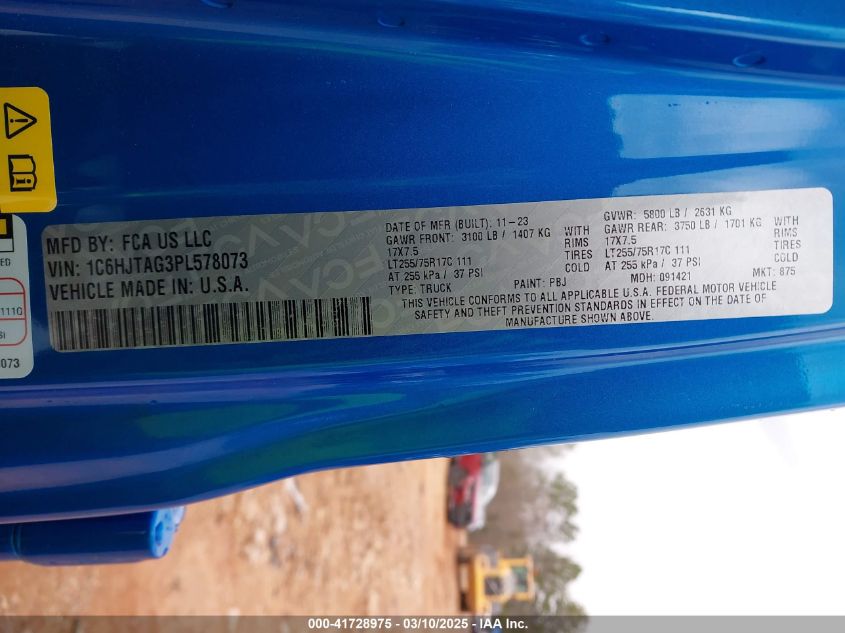 MFD BY: FCA US LLC
VIN: 1C6HJTAG3PL578073
VEHICLE MADE IN: U.S.A.
DATE OF MFR (BUILT): 11-23
GAWR FRONT: 3100 LB / 1407 KG WITH
17X7.5 RIMS
LT255/75R17C 111 TIRES
AT 255 kPa / 37 PSI COLD
TYPE: TRUCK PAINT: PBJ
GVWR: 5800 LB / 2631 KG
GAWR REAR: 3750 LB / 1701 KG WITH
17X7.5 RIMS
LT255/75R17C 111 TIRES
AT 255 kPa / 37 PSI COLD
MDH: 091421 MKT: 875
THIS VEHICLE CONFORMS TO ALL APPLICABLE U.S.A. FEDERAL MOTOR VEHICLE
SAFETY AND THEFT PREVENTION STANDARDS IN EFFECT ON THE DATE OF
MANUFACTURE SHOWN ABOVE.
111G
SI
073
000-41728975 — 03/10/2025 — IAA Inc.